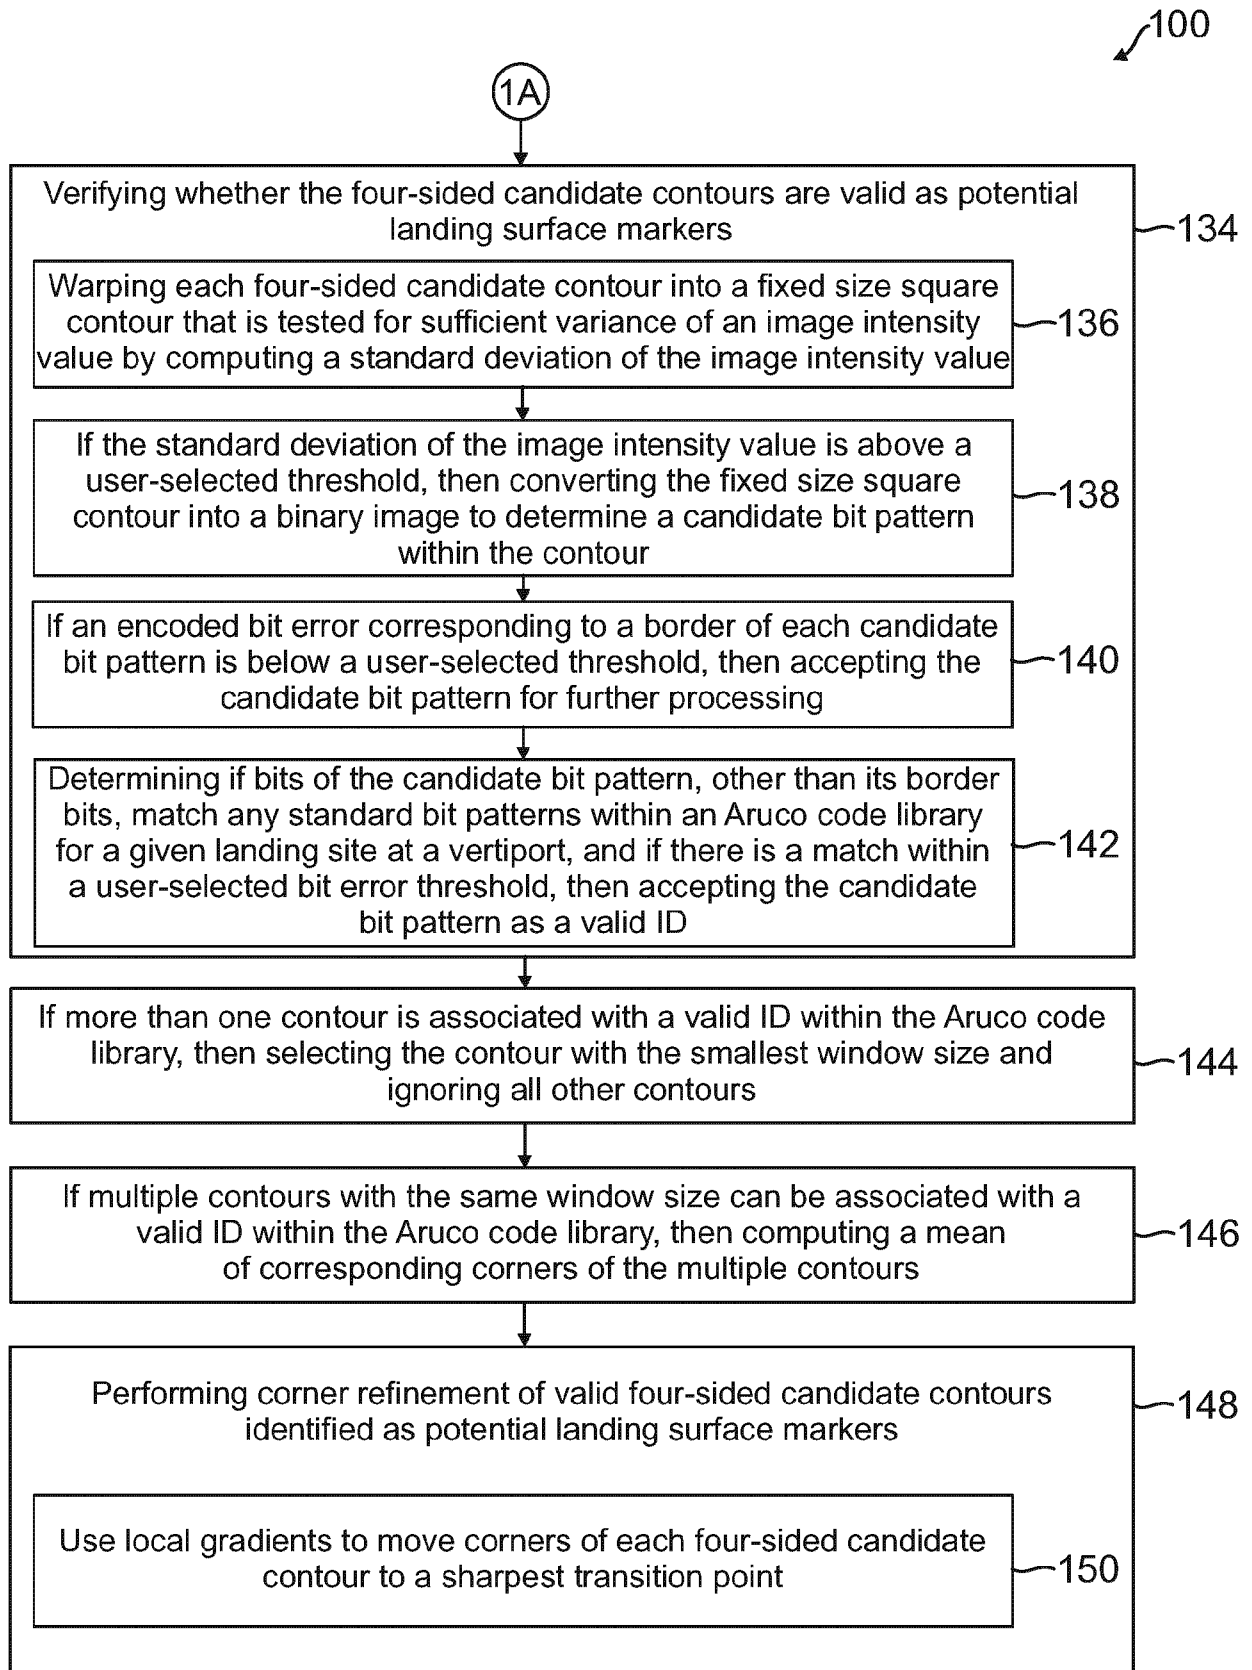 100
1A
Verifying whether the four-sided candidate contours are valid as potential
landing surface markers
134
Warping each four-sided candidate contour into a fixed size square
contour that is tested for sufficient variance of an image intensity
value by computing a standard deviation of the image intensity value
136
If the standard deviation of the image intensity value is above a
user-selected threshold, then converting the fixed size square
contour into a binary image to determine a candidate bit pattern
within the contour
138
If an encoded bit error corresponding to a border of each candidate
bit pattern is below a user-selected threshold, then accepting the
candidate bit pattern for further processing
140
Determining if bits of the candidate bit pattern, other than its border
bits, match any standard bit patterns within an Aruco code library
for a given landing site at a vertiport, and if there is a match within
a user-selected bit error threshold, then accepting the candidate
bit pattern as a valid ID
142
If more than one contour is associated with a valid ID within the Aruco code
library, then selecting the contour with the smallest window size and
ignoring all other contours
144
If multiple contours with the same window size can be associated with a
valid ID within the Aruco code library, then computing a mean
of corresponding corners of the multiple contours
146
Performing corner refinement of valid four-sided candidate contours
identified as potential landing surface markers
148
Use local gradients to move corners of each four-sided candidate
contour to a sharpest transition point
150